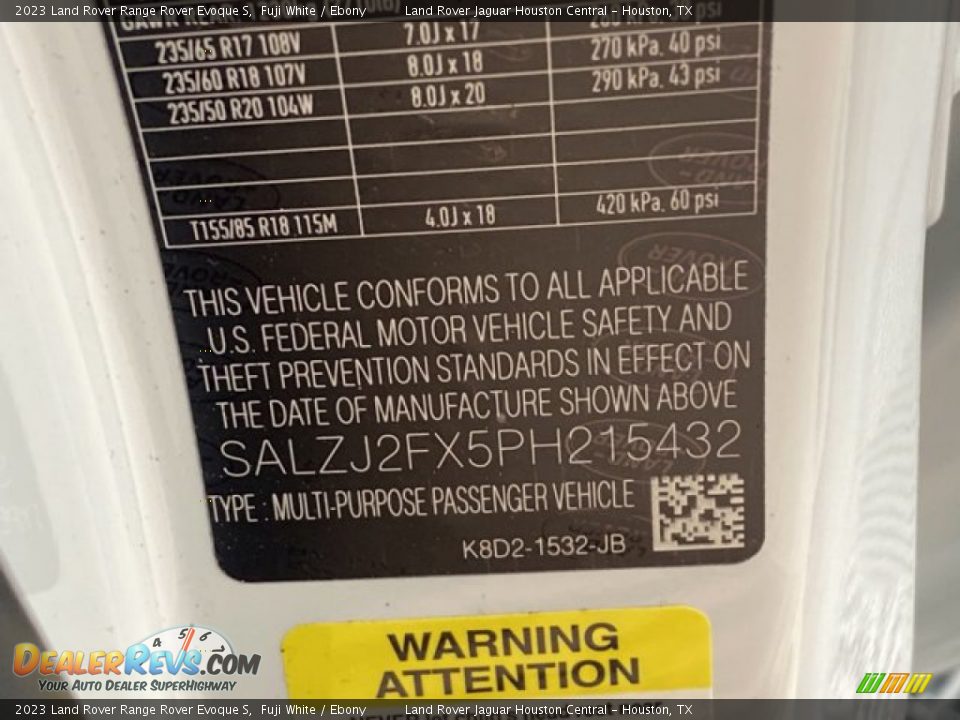 2023 Land Rover Range Rover Evoque S, Fuji White / Ebony Land Rover Jaguar Houston Central - Houston, TX
235/65 R17 108V 7.0J x 17 270 kPa. 40 psi
235/60 R18 107V 8.0J x 18 290 kPa. 43 psi
235/50 R20 104W 8.0J x 20
T155/85 R18 115M 4.0J x 18 420 kPa. 60 psi
THIS VEHICLE CONFORMS TO ALL APPLICABLE
U.S. FEDERAL MOTOR VEHICLE SAFETY AND
THEFT PREVENTION STANDARDS IN EFFECT ON
THE DATE OF MANUFACTURE SHOWN ABOVE
SALZJ2FX5PH215432
TYPE : MULTI-PURPOSE PASSENGER VEHICLE
K8D2-1532-JB
WARNING
ATTENTION
4 5 6
DEALERREVS.COM
YOUR AUTO DEALER SUPERHIGHWAY
2023 Land Rover Range Rover Evoque S, Fuji White / Ebony Land Rover Jaguar Houston Central - Houston, TX